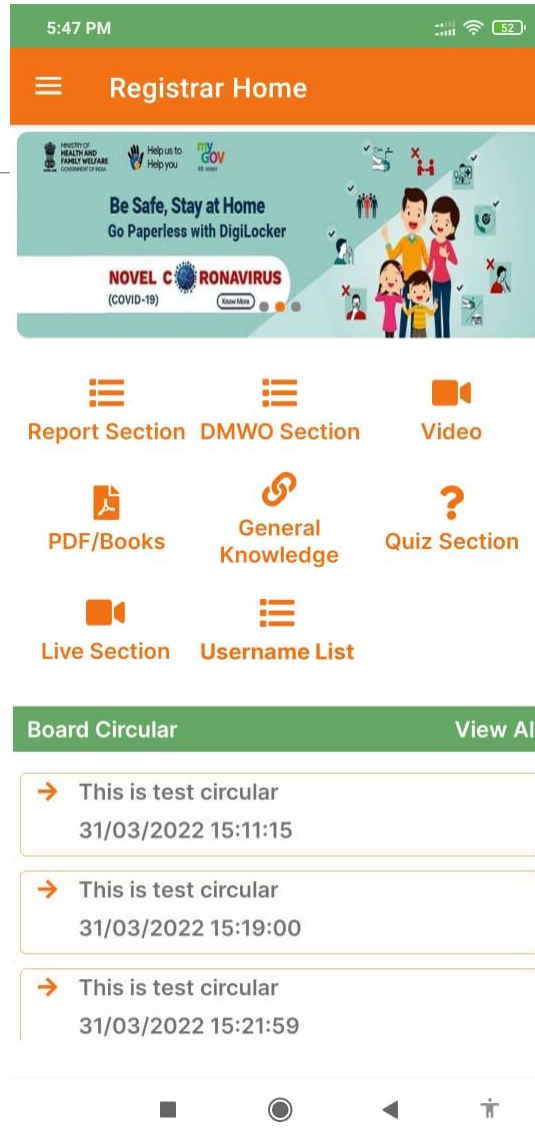 5:47 PM
52
Registrar Home
MINISTRY OF
HEALTH AND
FAMILY WELFARE
GOVERNMENT OF INDIA
Help us to
Help you
my
GOV
Be Safe, Stay at Home
Go Paperless with DigiLocker
NOVEL C RONAVIRUS
(COVID-19)
Know More
Report Section DMWO Section Video
PDF/Books General Knowledge Quiz Section
Live Section Username List
Board Circular View Al
This is test circular
31/03/2022 15:11:15
This is test circular
31/03/2022 15:19:00
This is test circular
31/03/2022 15:21:59